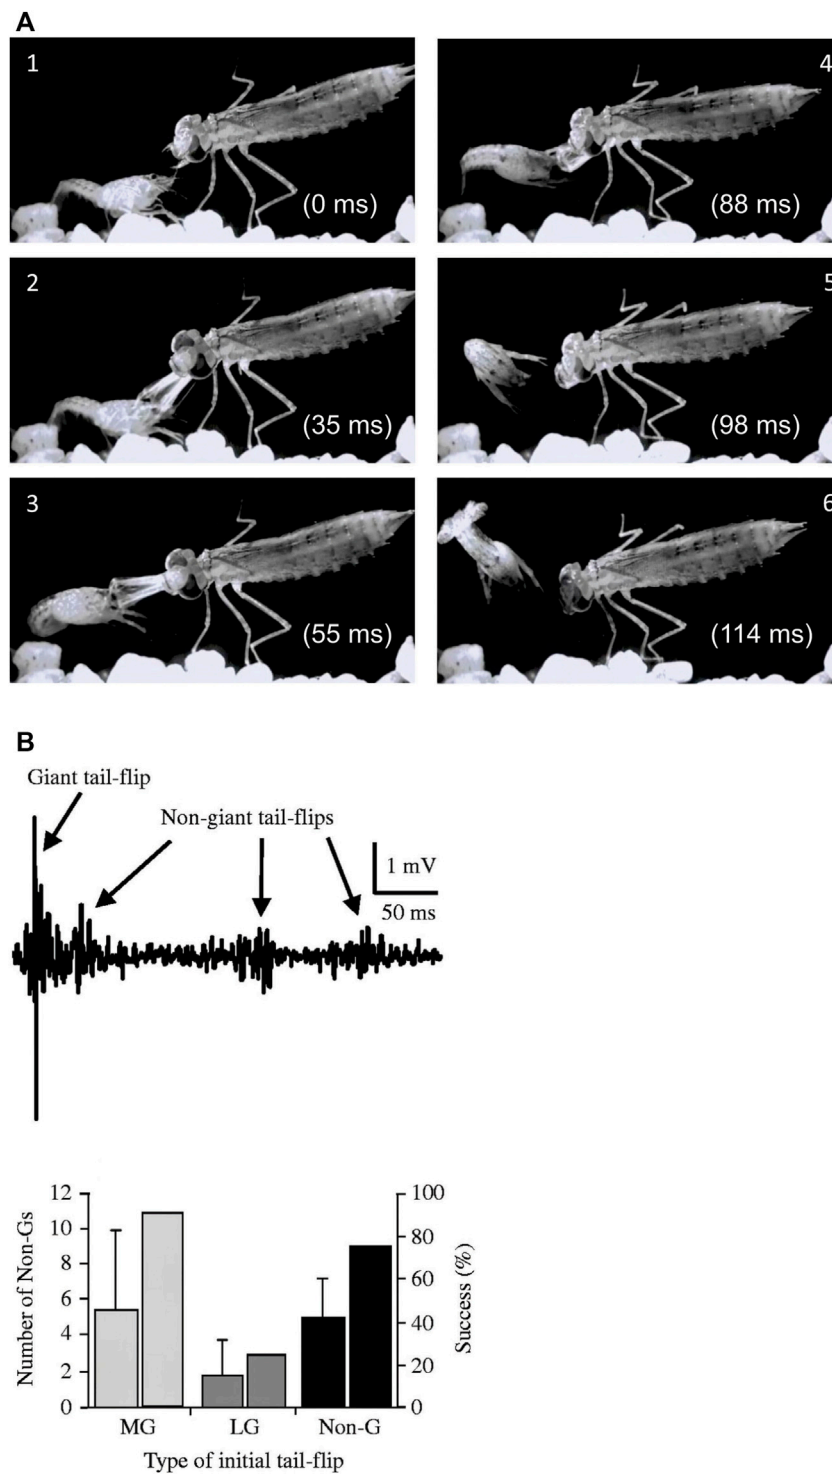 A
1
(0 ms)
4
(88 ms)
2
(35 ms)
5
(98 ms)
3
(55 ms)
6
(114 ms)
B
Giant tail-flip
Non-giant tail-flips
1 mV
50 ms
12
10
8
6
4
2
0
Number of Non-Gs
100
80
60
40
20
0
Success (%)
MG
LG
Non-G
Type of initial tail-flip